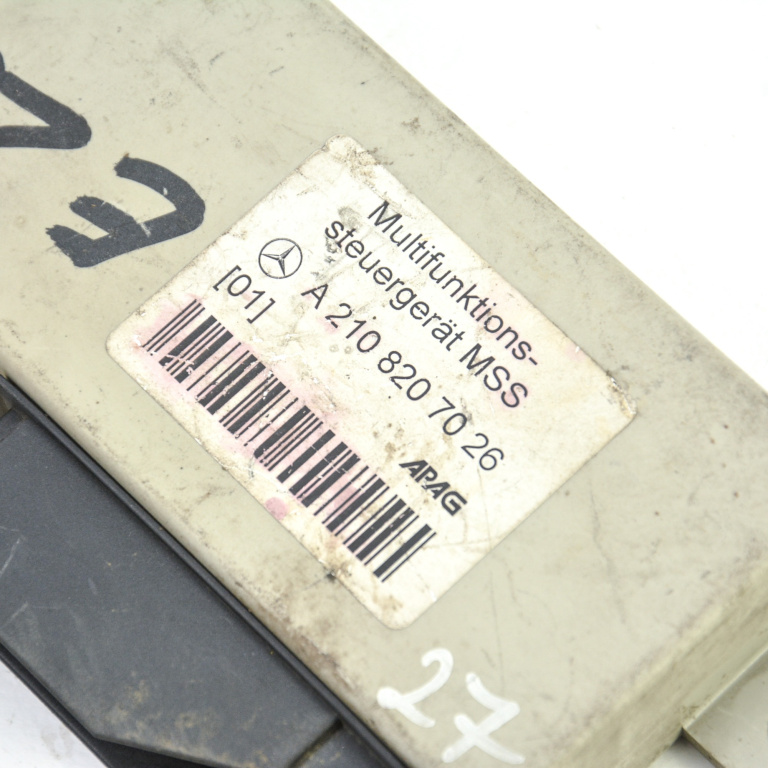 Multifunktions-
steuergerät MSS
A 210 820 70 26
[01]
APAG
27